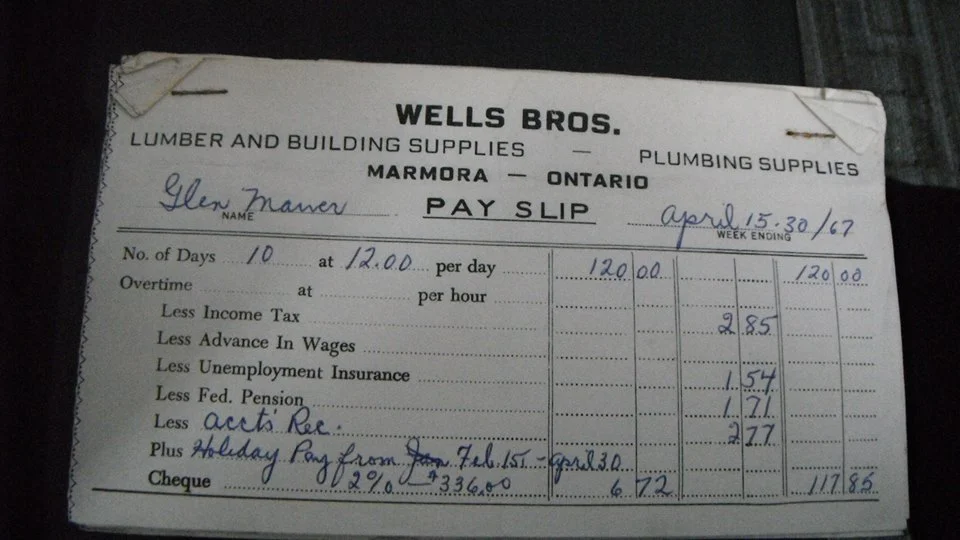 WELLS BROS.
LUMBER AND BUILDING SUPPLIES — PLUMBING SUPPLIES
MARMORA — ONTARIO
Glen Mawer PAY SLIP April 15-30/67
NAME WEEK ENDING
No. of Days 10 at 12.00 per day 120 00 120 00
Overtime at per hour
Less Income Tax 2 85
Less Advance In Wages
Less Unemployment Insurance 1 54
Less Fed. Pension 1 71
Less Acct's Rec. 2 77
Plus Holiday Pay from Jan Feb. 15 - April 30
2% — $336.00
Cheque 6 72 117 85